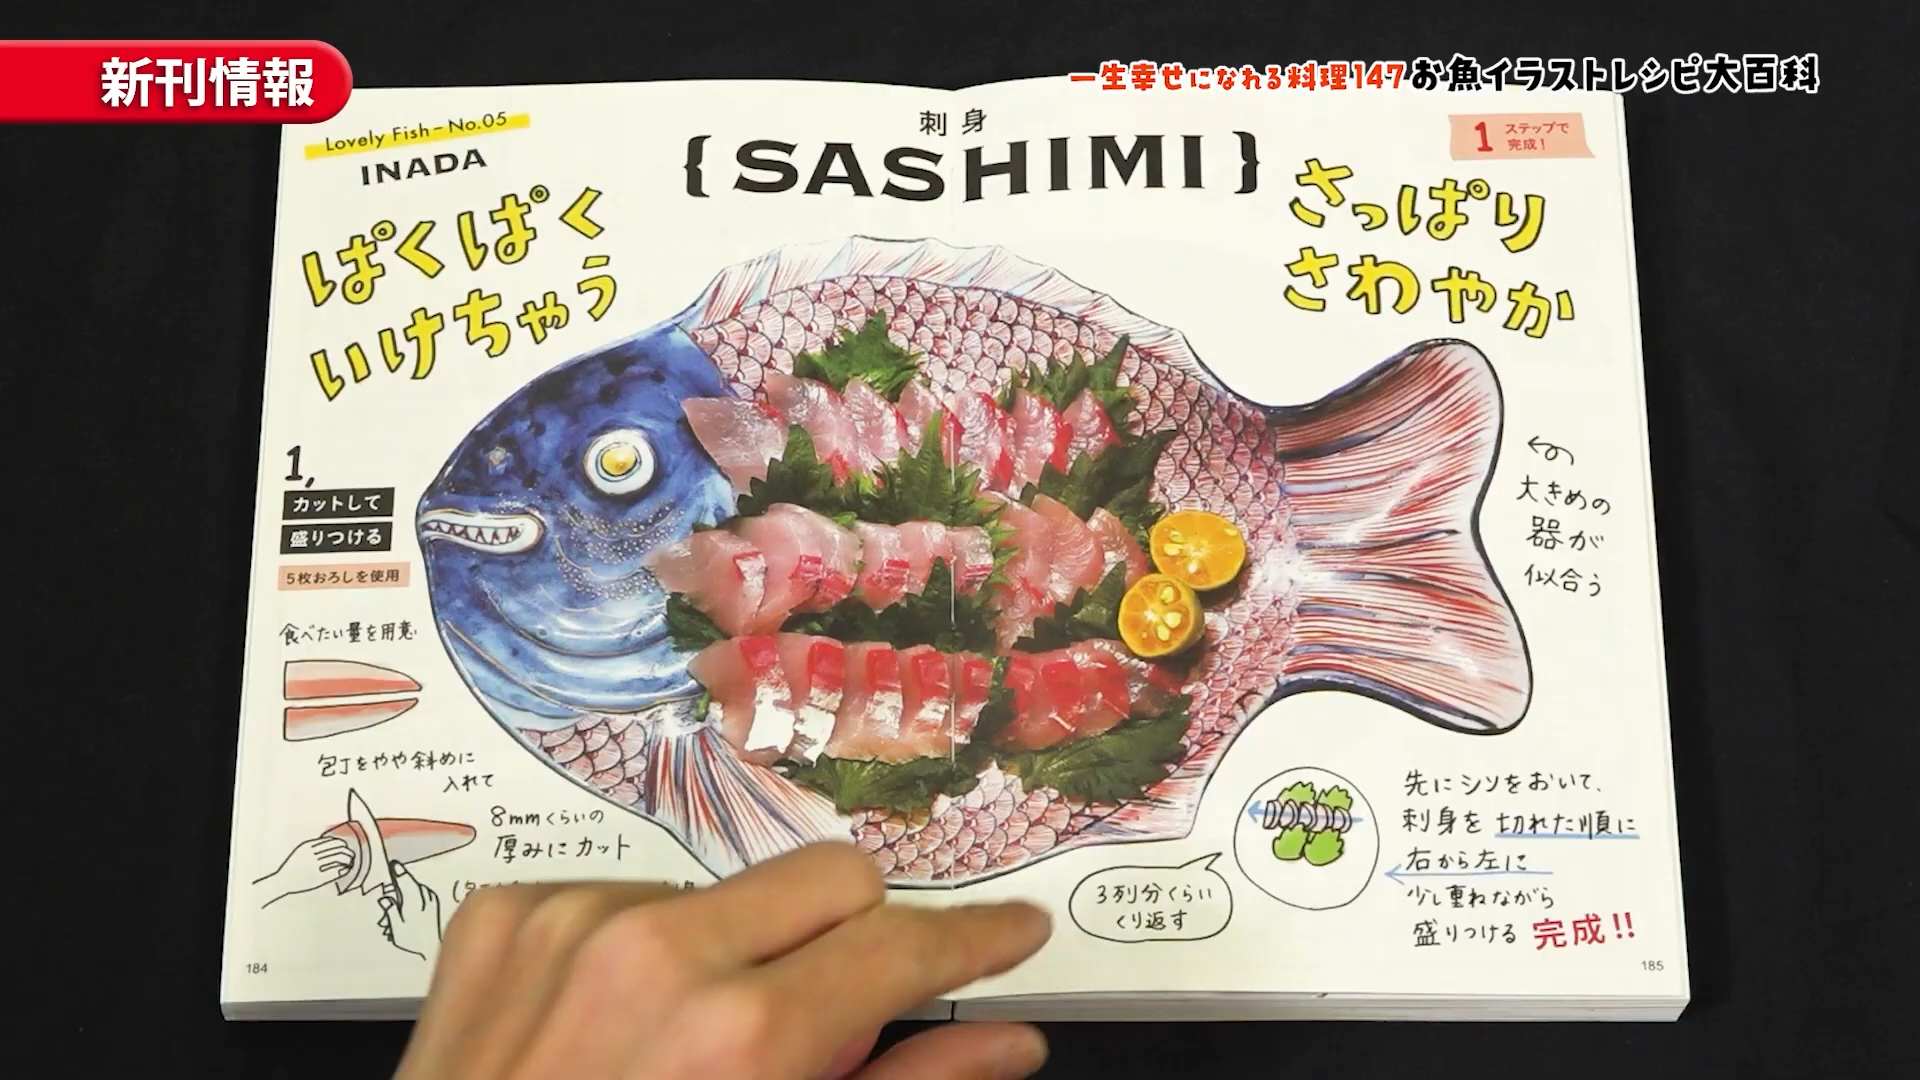 新刊情報
一生幸せになれる料理147 お魚イラストレシピ大百科
Lovely Fish-No.05
INADA
刺身
{SASHIMI}
1 ステップで
完成!
ぱくぱく
いけちゃう
さっぱり
さわやか
1,
カットして
盛りつける
5枚おろしを使用
食べたい量を用意
包丁をやや斜めに
入れて
8mmくらいの
厚みにカット
大きめの
器が
似合う
3列分くらい
くり返す
先にシソをおいて、
刺身を切れた順に
右から左に
少し重ねながら
盛りつける 完成!!
184
185